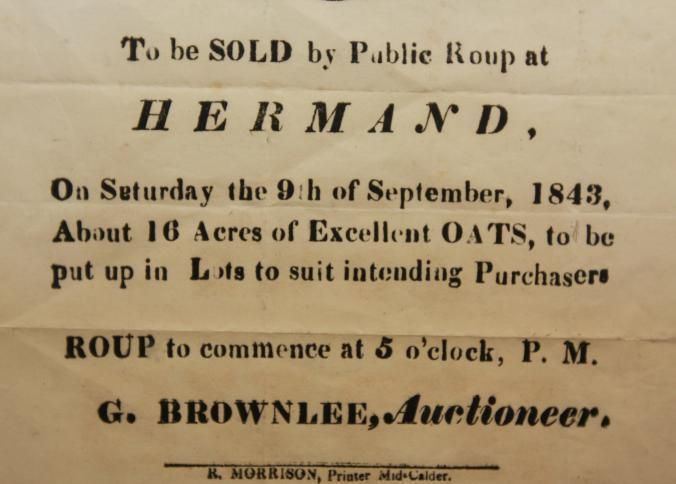 To be SOLD by Public Roup at
HERMAND,
On Saturday the 9th of September, 1843,
About 16 Acres of Excellent OATS, to be
put up in Lots to suit intending Purchasers
ROUP to commence at 5 o'clock, P. M.
G. BROWNLEE, Auctioneer.
R. MORRISON, Printer Mid-Calder.